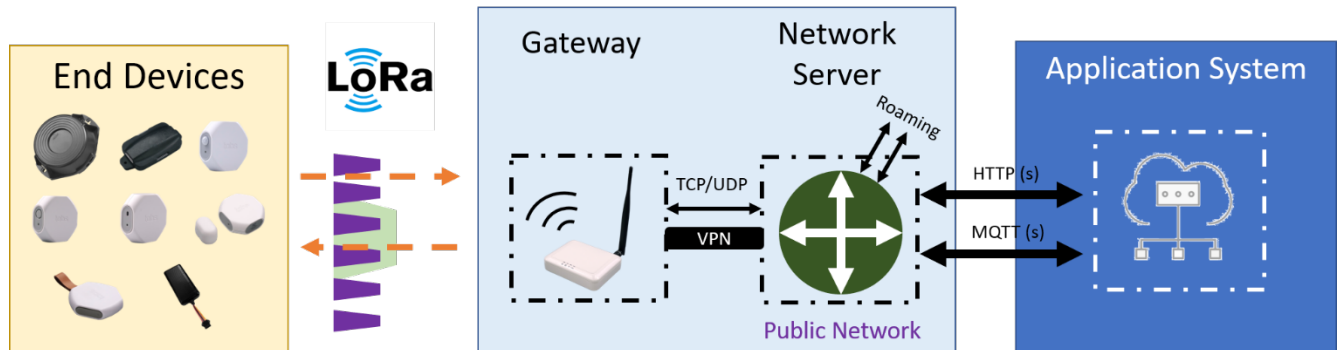 End Devices
LoRa
Gateway
Network
Server
Roaming
TCP/UDP
VPN
Public Network
HTTP (s)
MQTT (s)
Application System